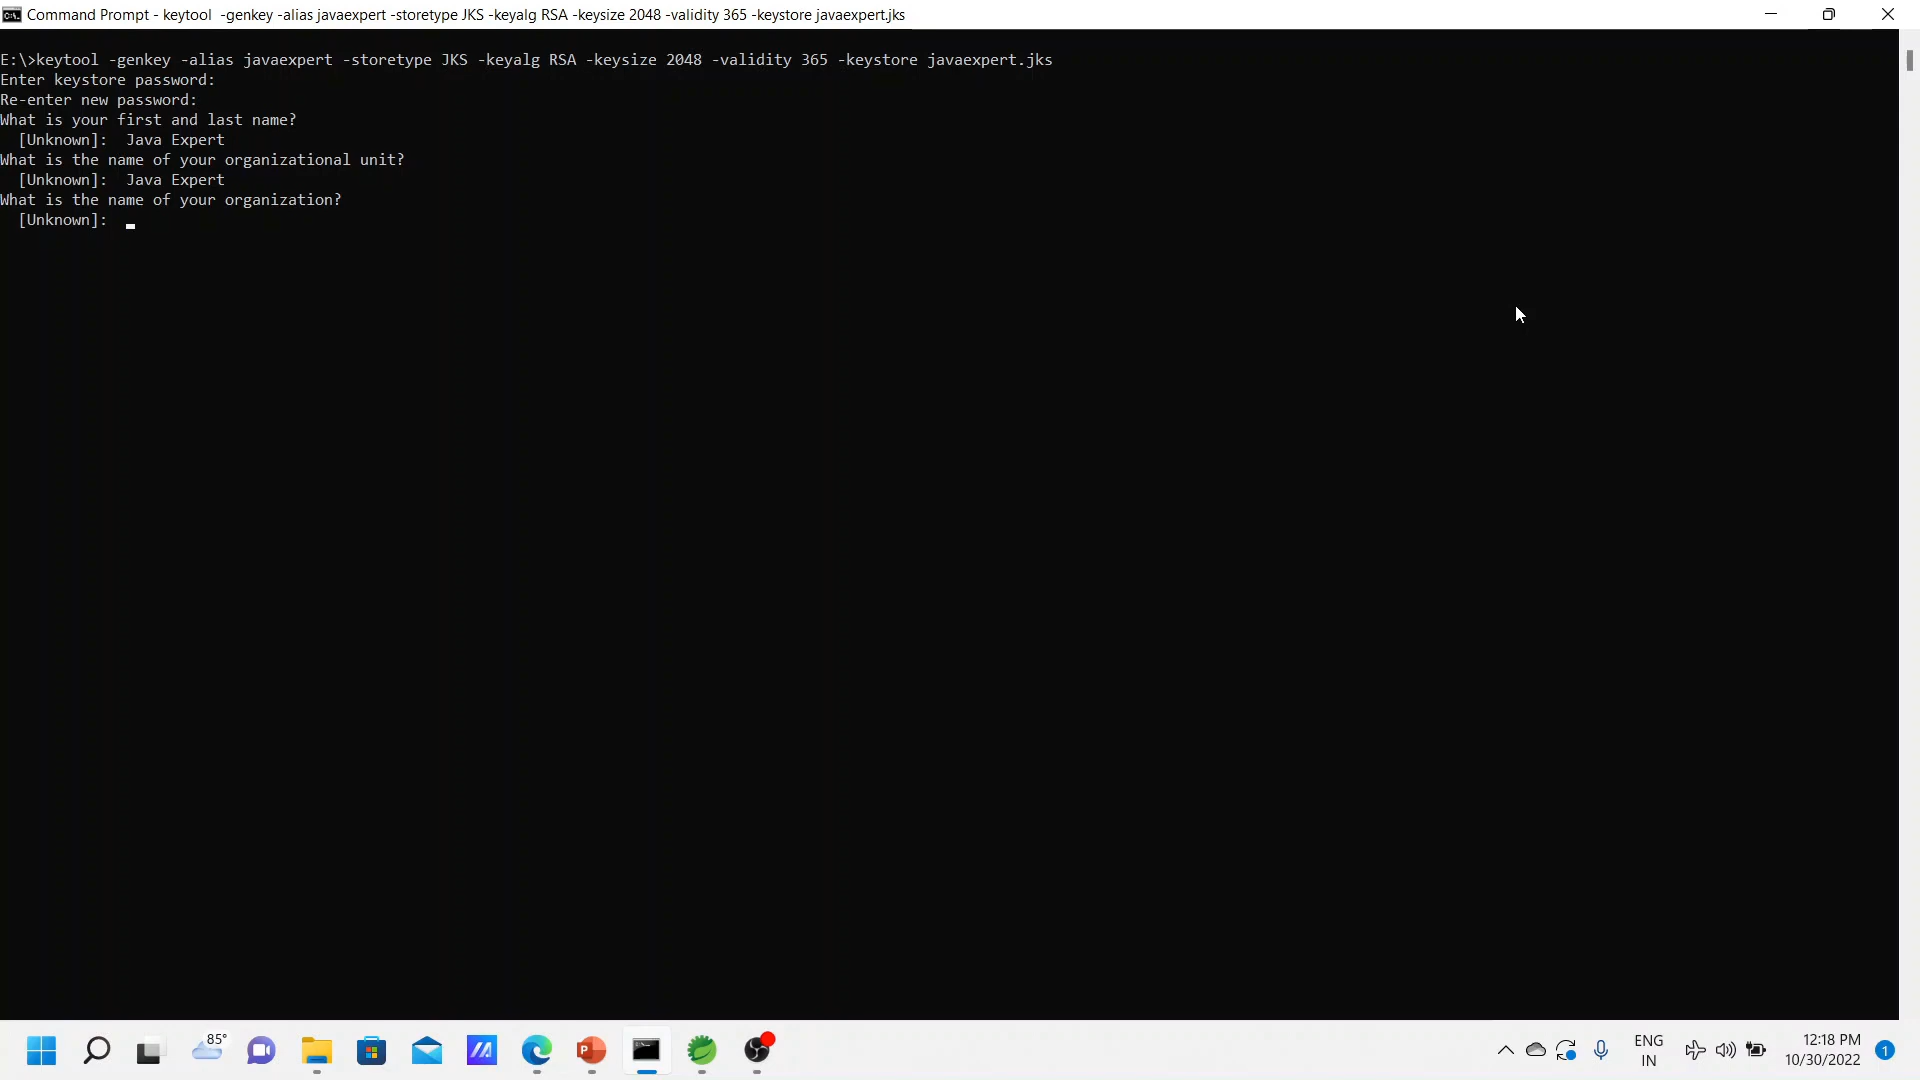 Command Prompt - keytool -genkey -alias javaexpert -storetype JKS -keyalg RSA -keysize 2048 -validity 365 -keystore javaexpert.jks
E:\>keytool -genkey -alias javaexpert -storetype JKS -keyalg RSA -keysize 2048 -validity 365 -keystore javaexpert.jks
Enter keystore password:
Re-enter new password:
What is your first and last name?
[Unknown]: Java Expert
What is the name of your organizational unit?
[Unknown]: Java Expert
What is the name of your organization?
[Unknown]:
85°
ENG
IN
12:18 PM
10/30/2022
1